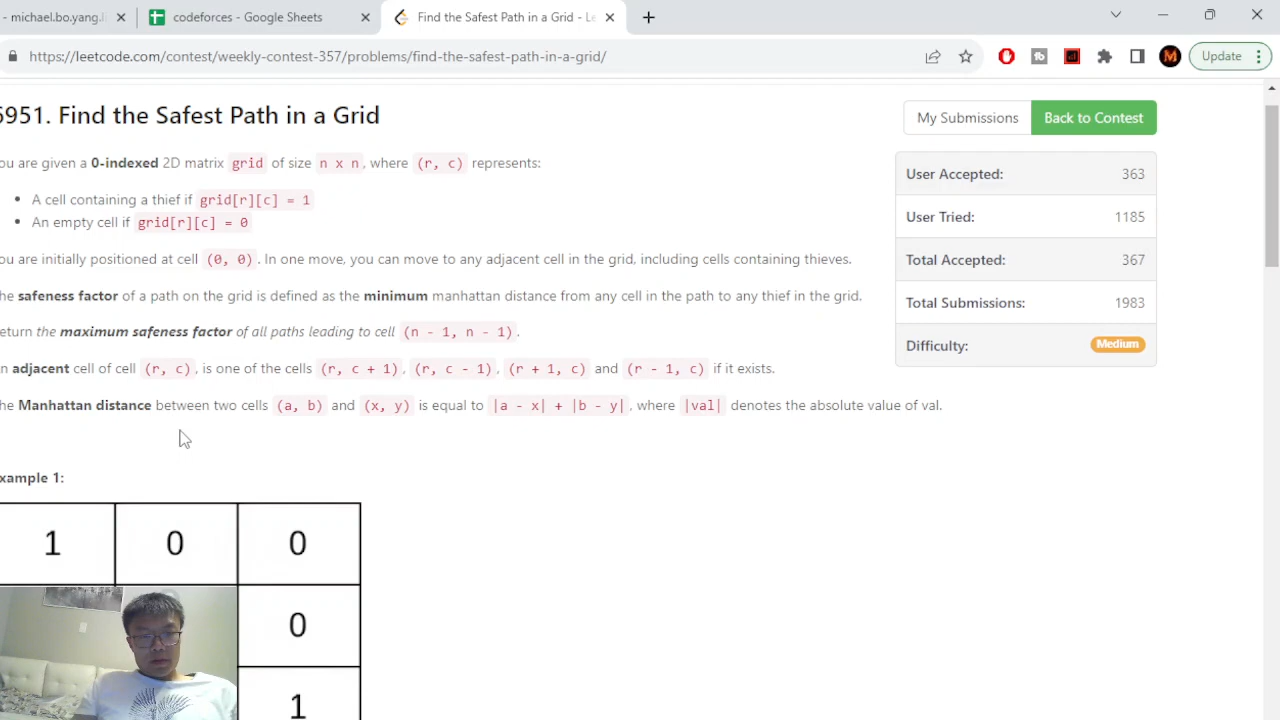 - michael.bo.yang.li
codeforces - Google Sheets
Find the Safest Path in a Grid - Le
https://leetcode.com/contest/weekly-contest-357/problems/find-the-safest-path-in-a-grid/
Update
6951. Find the Safest Path in a Grid
My Submissions
Back to Contest
ou are given a 0-indexed 2D matrix grid of size n x n, where (r, c) represents:
• A cell containing a thief if grid[r][c] = 1
• An empty cell if grid[r][c] = 0
ou are initially positioned at cell (0, 0). In one move, you can move to any adjacent cell in the grid, including cells containing thieves.
he safeness factor of a path on the grid is defined as the minimum manhattan distance from any cell in the path to any thief in the grid.
eturn the maximum safeness factor of all paths leading to cell (n - 1, n - 1).
n adjacent cell of cell (r, c), is one of the cells (r, c + 1), (r, c - 1), (r + 1, c) and (r - 1, c) if it exists.
he Manhattan distance between two cells (a, b) and (x, y) is equal to |a - x| + |b - y|, where |val| denotes the absolute value of val.
User Accepted: 363
User Tried: 1185
Total Accepted: 367
Total Submissions: 1983
Difficulty: Medium
xample 1:
1 0 0
0
1